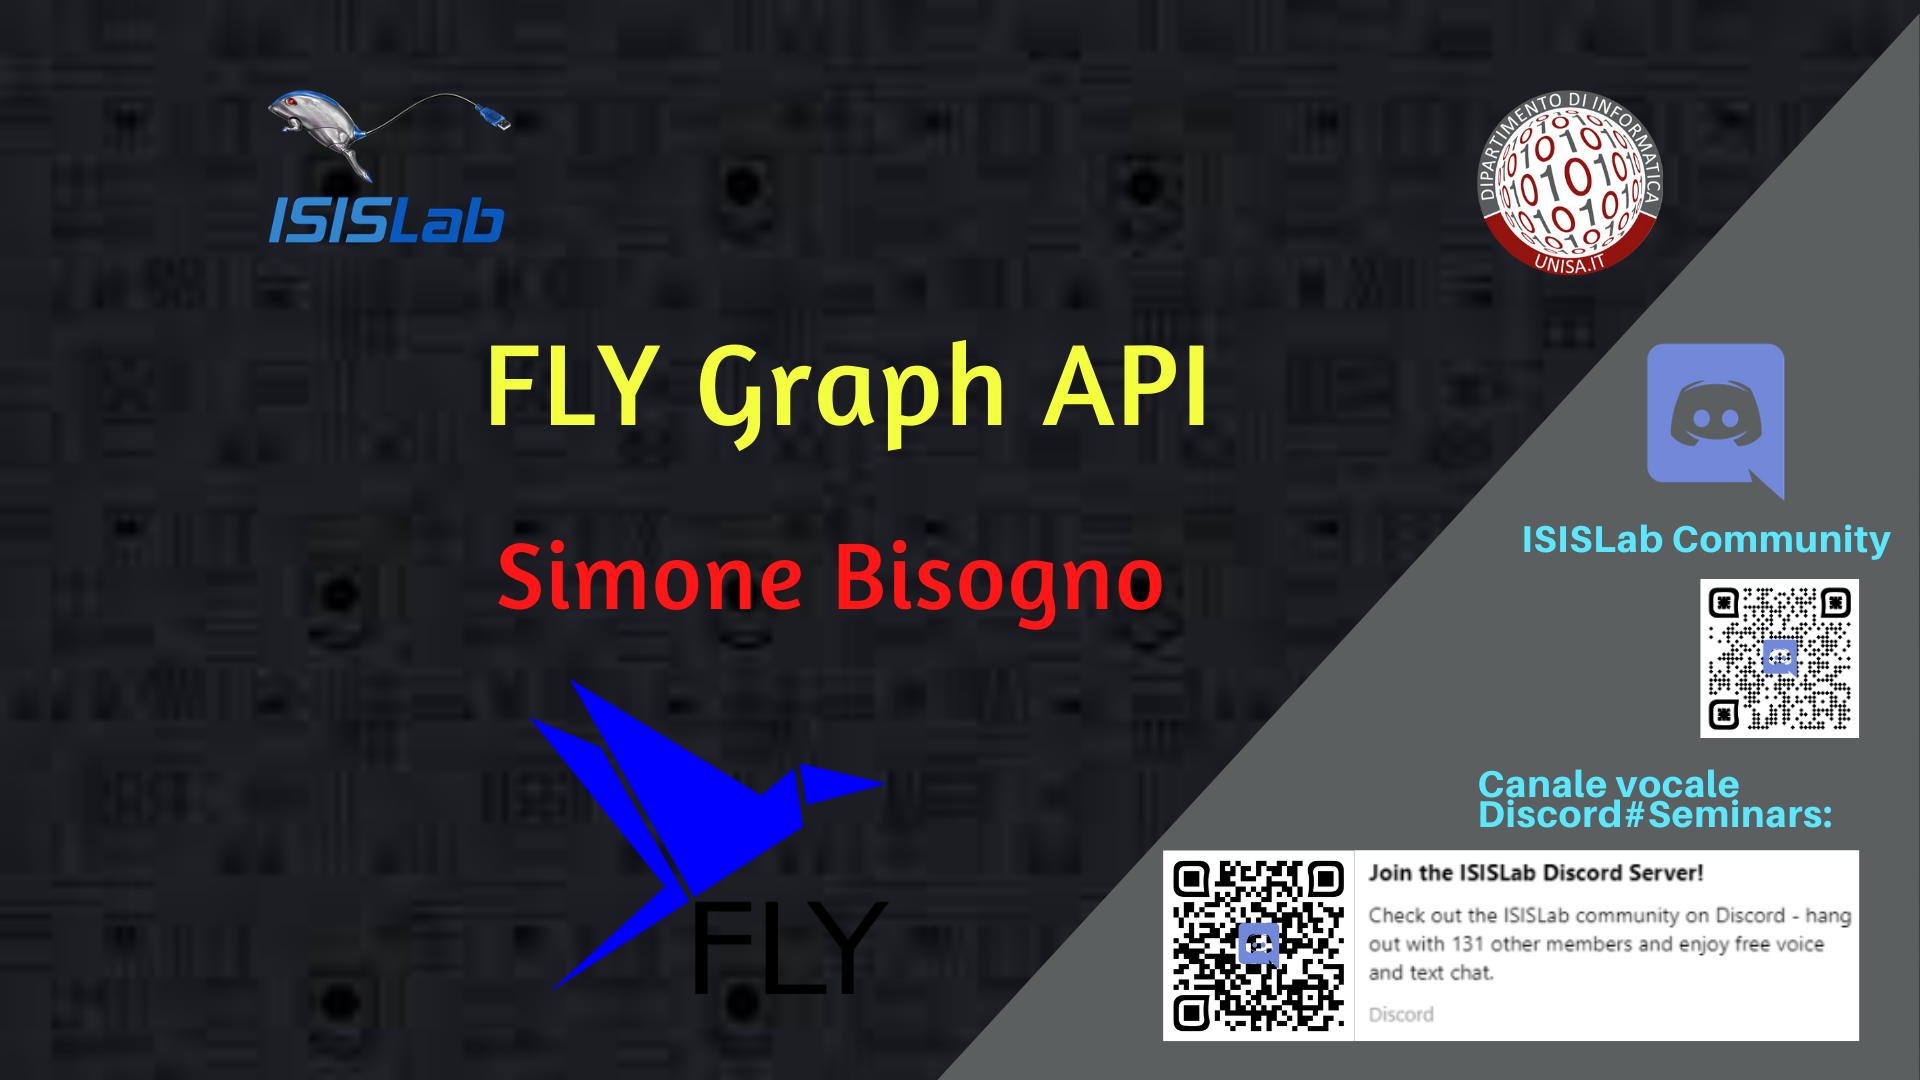 ISISLab
DIPARTIMENTO DI INFORMATICA
UNISA.IT
FLY Graph API
Simone Bisogno
FLY
ISISLab Community
Canale vocale
Discord#Seminars:
Join the ISISLab Discord Server!
Check out the ISISLab community on Discord - hang
out with 131 other members and enjoy free voice
and text chat.
Discord